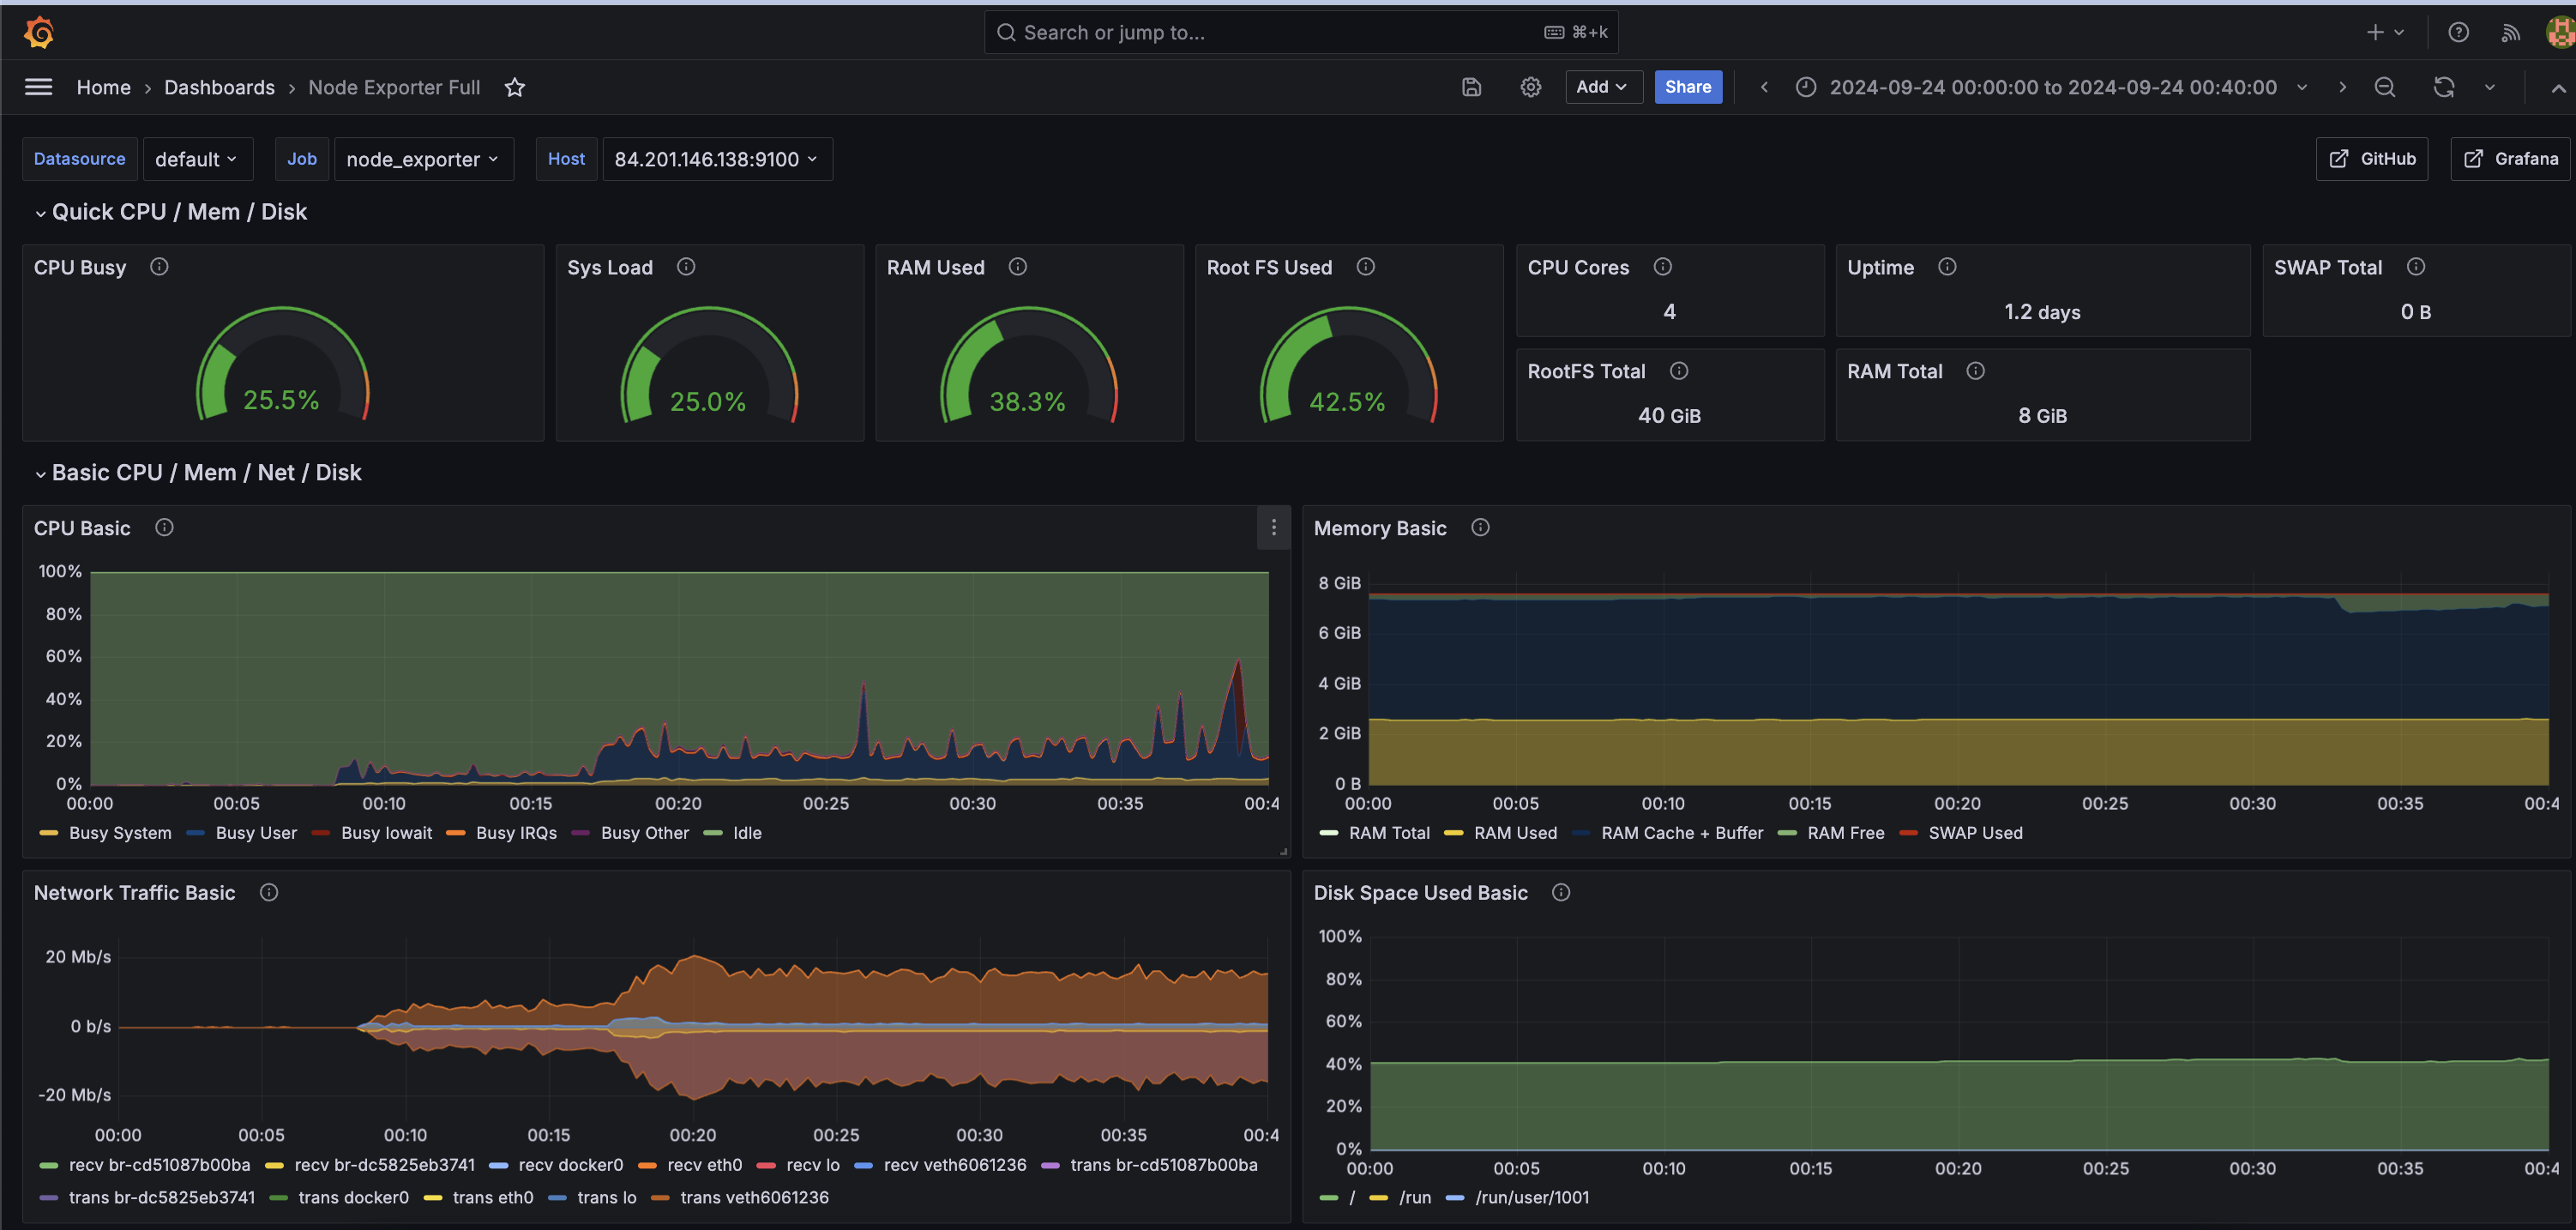 Search or jump to... ⌘+k
Home › Dashboards › Node Exporter Full Add Share 2024-09-24 00:00:00 to 2024-09-24 00:40:00
Datasource default Job node_exporter Host 84.201.146.138:9100 GitHub Grafana
Quick CPU / Mem / Disk
CPU Busy Sys Load RAM Used Root FS Used CPU Cores Uptime SWAP Total
4 1.2 days 0 B
RootFS Total RAM Total
25.5% 25.0% 38.3% 42.5% 40 GiB 8 GiB
Basic CPU / Mem / Net / Disk
CPU Basic
100%
80%
60%
40%
20%
0%
00:00 00:05 00:10 00:15 00:20 00:25 00:30 00:35 00:4
Busy System Busy User Busy Iowait Busy IRQs Busy Other Idle
Memory Basic
8 GiB
6 GiB
4 GiB
2 GiB
0 B
00:00 00:05 00:10 00:15 00:20 00:25 00:30 00:35 00:4
RAM Total RAM Used RAM Cache + Buffer RAM Free SWAP Used
Network Traffic Basic
20 Mb/s
0 b/s
-20 Mb/s
00:00 00:05 00:10 00:15 00:20 00:25 00:30 00:35 00:4
recv br-cd51087b00ba recv br-dc5825eb3741 recv docker0 recv eth0 recv lo recv veth6061236 trans br-cd51087b00ba
trans br-dc5825eb3741 trans docker0 trans eth0 trans lo trans veth6061236
Disk Space Used Basic
100%
80%
60%
40%
20%
0%
00:00 00:05 00:10 00:15 00:20 00:25 00:30 00:35 00:4
/ /run /run/user/1001